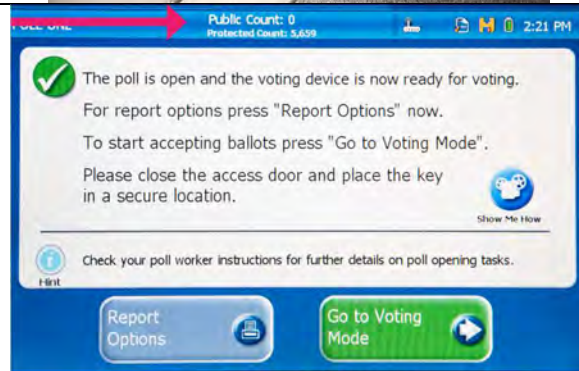 Public Count: 0
Protected Count: 5,659
2:21 PM
The poll is open and the voting device is now ready for voting.
For report options press "Report Options" now.
To start accepting ballots press "Go to Voting
Mode".
Please close the access door and place the key
in a secure location.
Show Me How
Check your poll worker instructions for further details on poll opening tasks.
Hint
Report
Options
Go to Voting
Mode